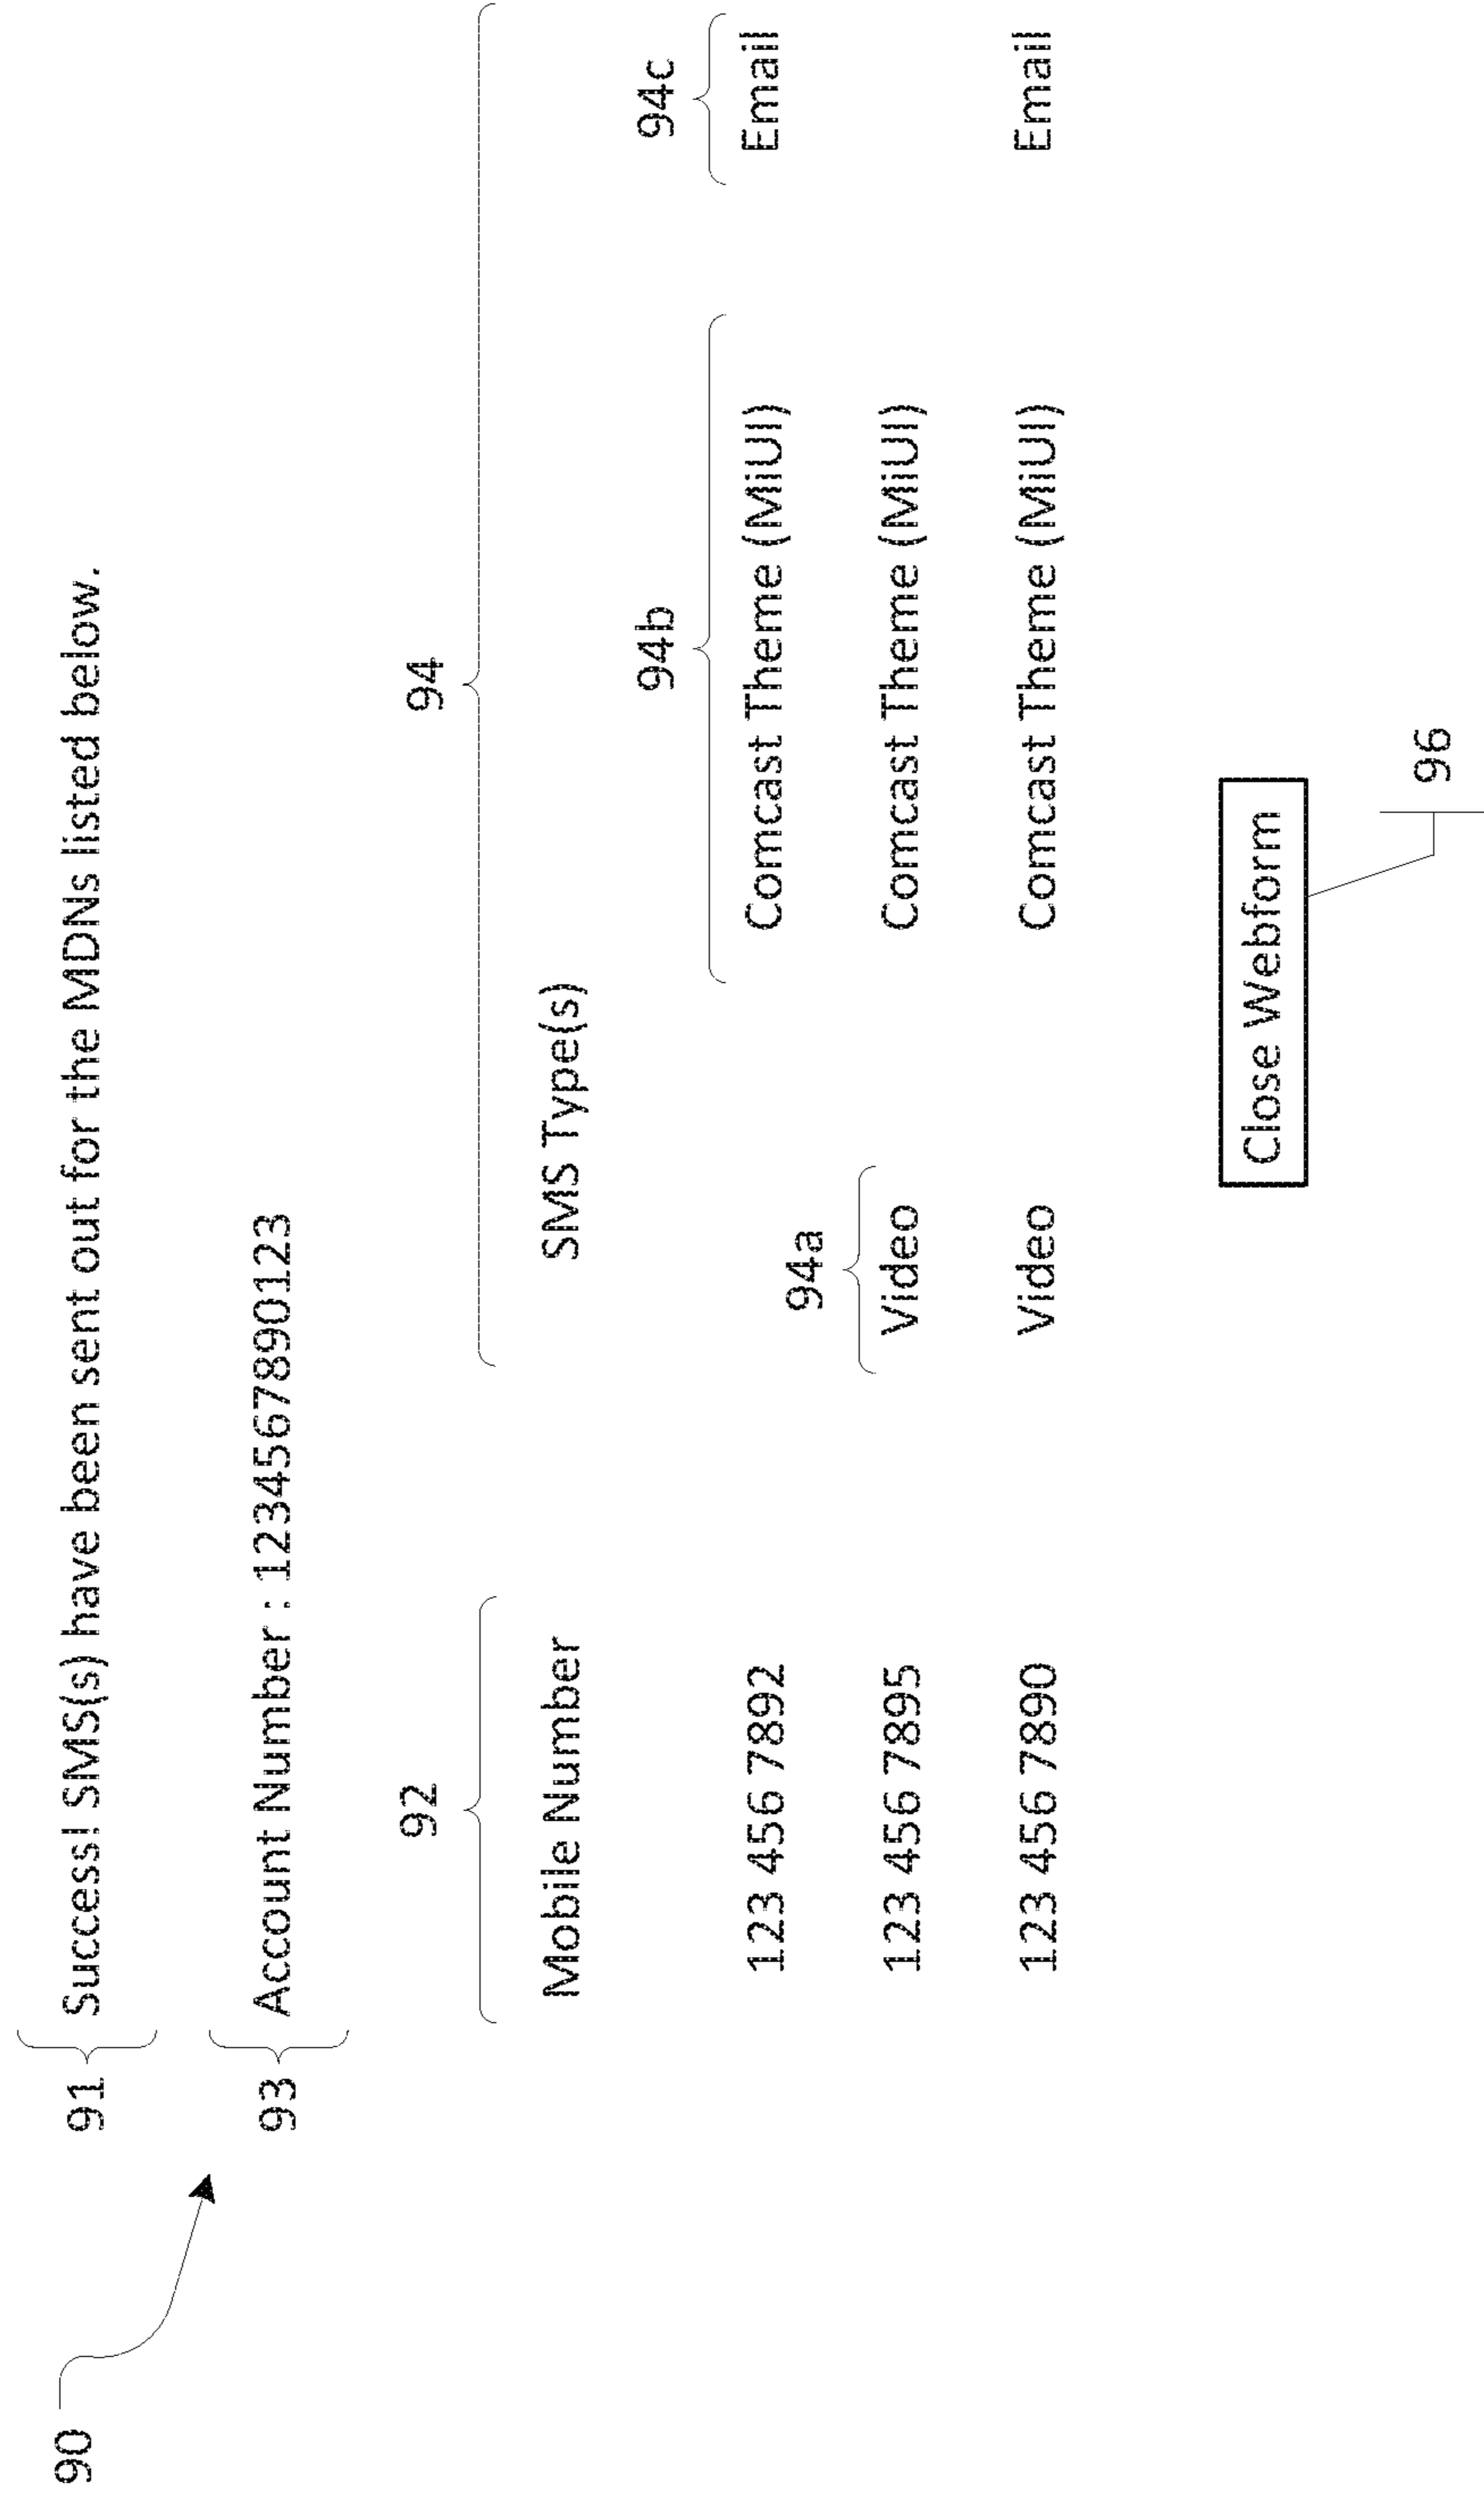 90
91 Success! SMS(s) have been sent out for the MDNs listed below.
93 Account Number : 1234567890123
92 94
Mobile Number SMS Type(s)
94b 94c
123 456 7892 Comcast Theme (MiUI) Email
94a
123 456 7895 Video Comcast Theme (MiUI)
123 456 7890 Video Comcast Theme (MiUI) Email
Close Webform
96